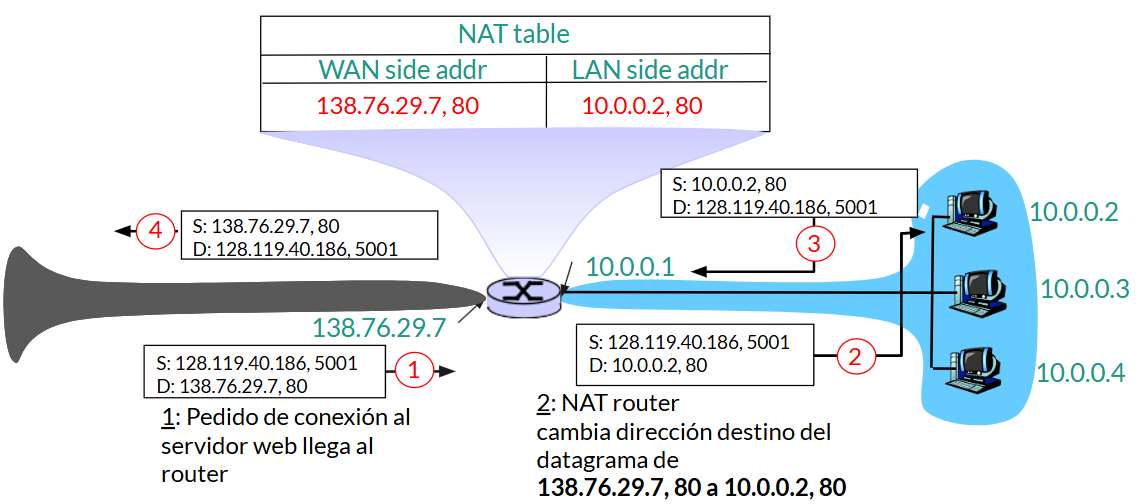 NAT table
WAN side addr
LAN side addr
138.76.29.7, 80
10.0.0.2, 80
S: 10.0.0.2, 80
D: 128.119.40.186, 5001
3
10.0.0.2
4
S: 138.76.29.7, 80
D: 128.119.40.186, 5001
10.0.0.1
10.0.0.3
138.76.29.7
S: 128.119.40.186, 5001
D: 138.76.29.7, 80
1
S: 128.119.40.186, 5001
D: 10.0.0.2, 80
2
10.0.0.4
1: Pedido de conexión al
servidor web llega al
router
2: NAT router
cambia dirección destino del
datagrama de
138.76.29.7, 80 a 10.0.0.2, 80